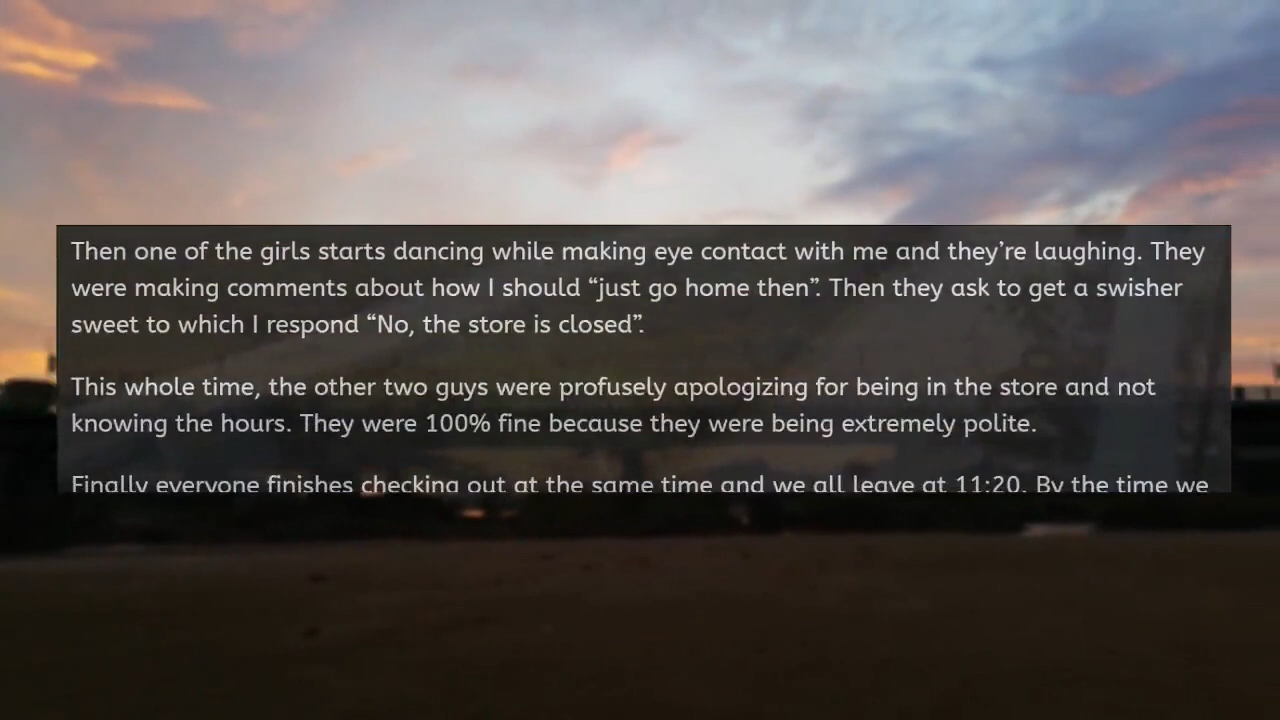 Then one of the girls starts dancing while making eye contact with me and they’re laughing. They
were making comments about how I should “just go home then”. Then they ask to get a swisher
sweet to which I respond “No, the store is closed”.
This whole time, the other two guys were profusely apologizing for being in the store and not
knowing the hours. They were 100% fine because they were being extremely polite.
Finally everyone finishes checking out at the same time and we all leave at 11:20. By the time we